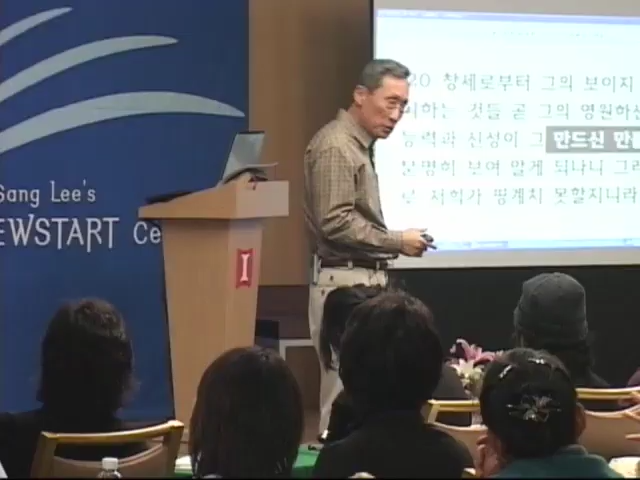 Sang Lee's
EWSTART Ce
I
20 창세로부터 그의 보이지
니하는 것들 곧 그의 영원하신
능력과 신성이 그 만드신 만물
분명히 보여 알게 되나니 그러
로 저희가 핑계치 못할지니라